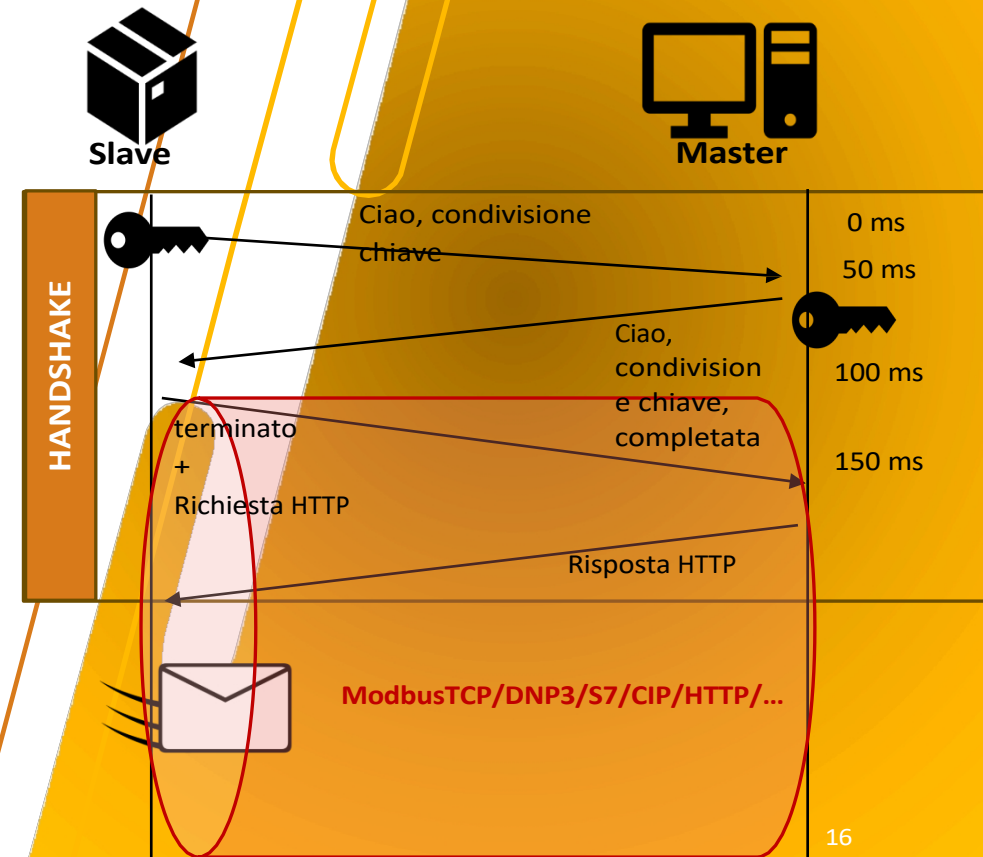 Slave
Master
HANDSHAKE
Ciao, condivisione
chiave
0 ms
50 ms
Ciao,
condivision
e chiave,
completata
100 ms
terminato
+
Richiesta HTTP
150 ms
Risposta HTTP
ModbusTCP/DNP3/S7/CIP/HTTP/…
16